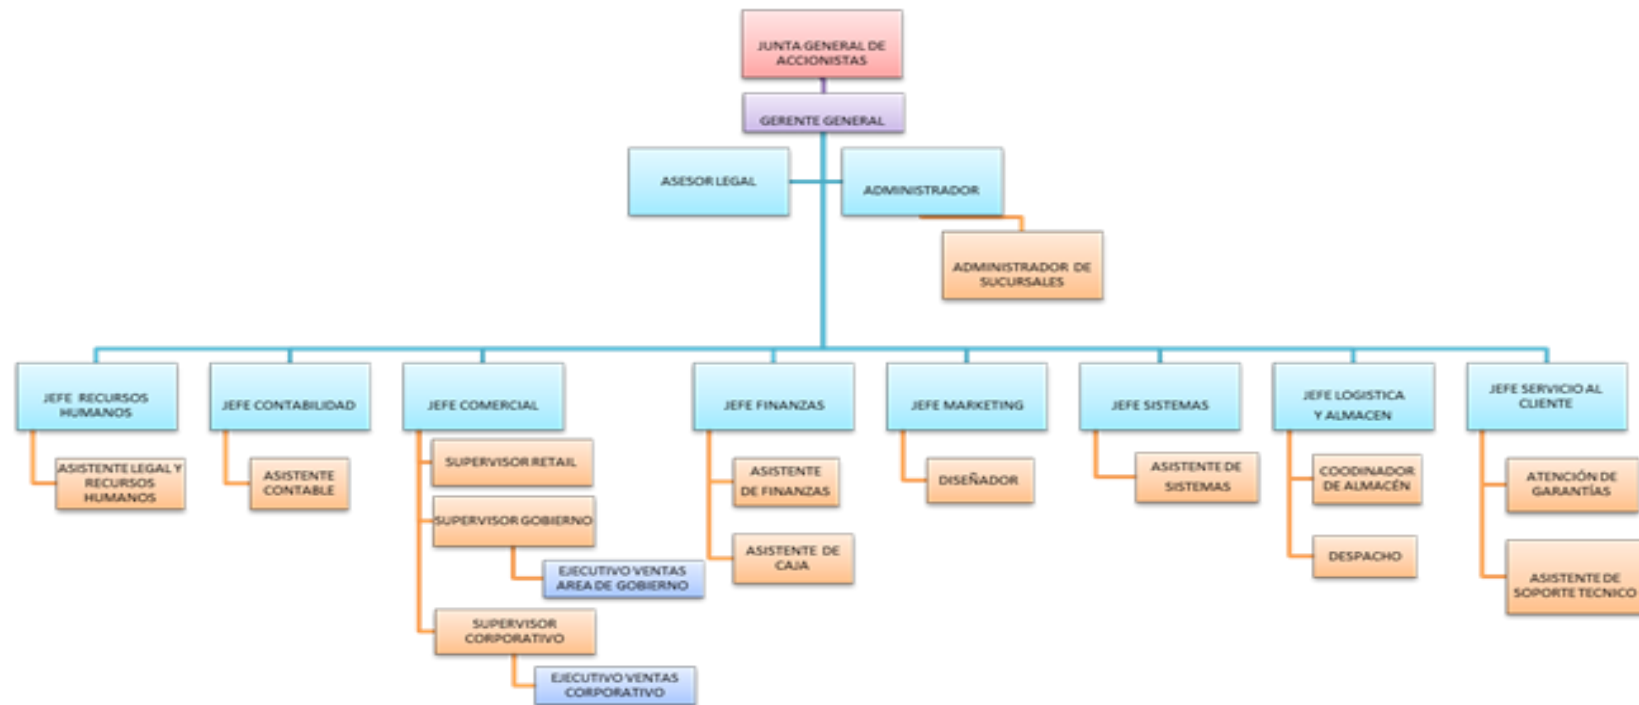 JUNTA GENERAL DE
ACCIONISTAS
GERENTE GENERAL
ASESOR LEGAL
ADMINISTRADOR
ADMINISTRADOR DE
SUCURSALES
JEFE RECURSOS
HUMANOS
JEFE CONTABILIDAD
JEFE COMERCIAL
JEFE FINANZAS
JEFE MARKETING
JEFE SISTEMAS
JEFE LOGISTICA
Y ALMACEN
JEFE SERVICIO AL
CLIENTE
ASISTENTE LEGAL Y
RECURSOS
HUMANOS
ASISTENTE
CONTABLE
SUPERVISOR RETAIL
SUPERVISOR GOBIERNO
EJECUTIVO VENTAS
AREA DE GOBIERNO
SUPERVISOR
CORPORATIVO
EJECUTIVO VENTAS
CORPORATIVO
ASISTENTE
DE FINANZAS
ASISTENTE DE
CAJA
DISEÑADOR
ASISTENTE DE
SISTEMAS
COODINADOR
DE ALMACÉN
DESPACHO
ATENCIÓN DE
GARANTÍAS
ASISTENTE DE
SOPORTE TECNICO